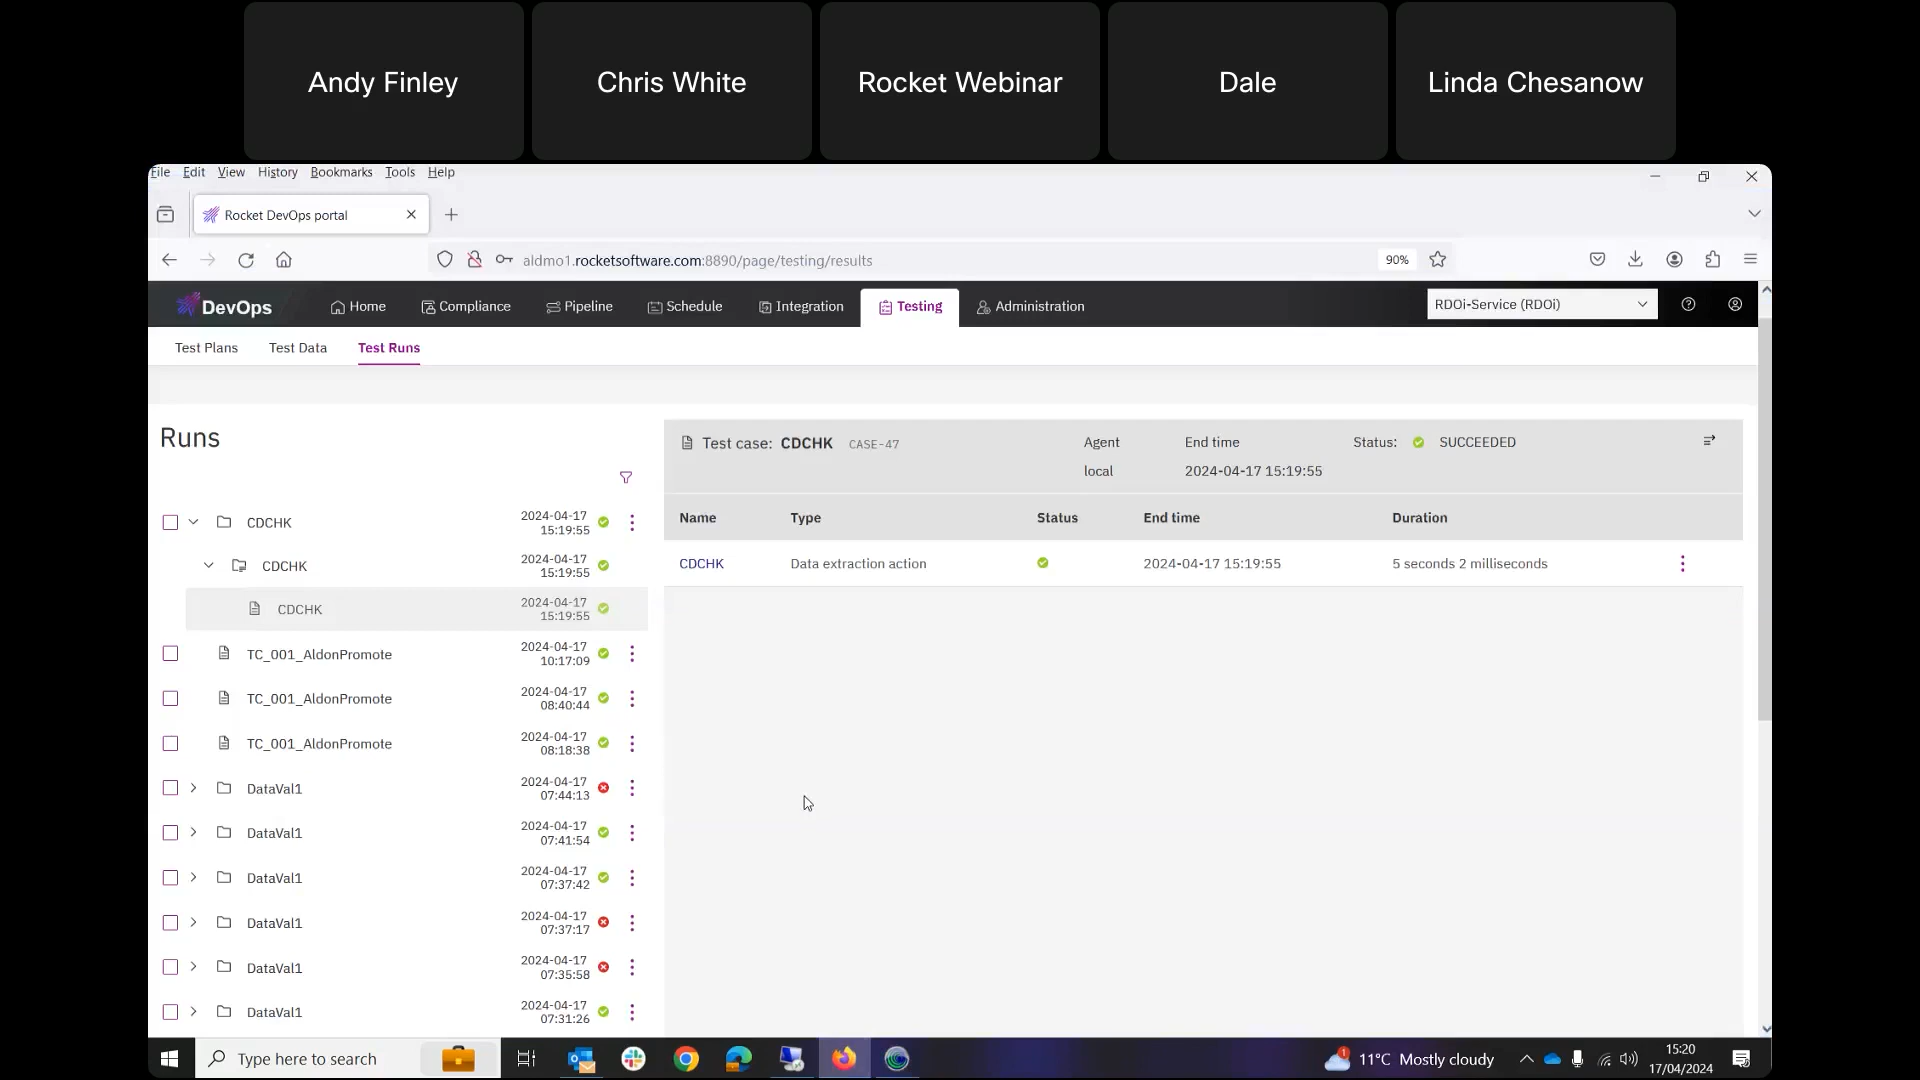 Andy Finley
Chris White
Rocket Webinar
Dale
Linda Chesanow
File Edit View History Bookmarks Tools Help
Rocket DevOps portal
aldmo1.rocketsoftware.com:8890/page/testing/results
90%
DevOps
Home
Compliance
Pipeline
Schedule
Integration
Testing
Administration
RDOi-Service (RDOi)
Test Plans
Test Data
Test Runs
Runs
CDCHK
2024-04-17
15:19:55
CDCHK
2024-04-17
15:19:55
CDCHK
2024-04-17
15:19:55
TC_001_AldonPromote
2024-04-17
10:17:09
TC_001_AldonPromote
2024-04-17
08:40:44
TC_001_AldonPromote
2024-04-17
08:18:38
DataVal1
2024-04-17
07:44:13
DataVal1
2024-04-17
07:41:54
DataVal1
2024-04-17
07:37:42
DataVal1
2024-04-17
07:37:17
DataVal1
2024-04-17
07:35:58
DataVal1
2024-04-17
07:31:26
Test case: CDCHK CASE-47
Agent
local
End time
2024-04-17 15:19:55
Status: SUCCEEDED
Name Type Status End time Duration
CDCHK Data extraction action 2024-04-17 15:19:55 5 seconds 2 milliseconds
Type here to search
1
11°C Mostly cloudy
15:20
17/04/2024